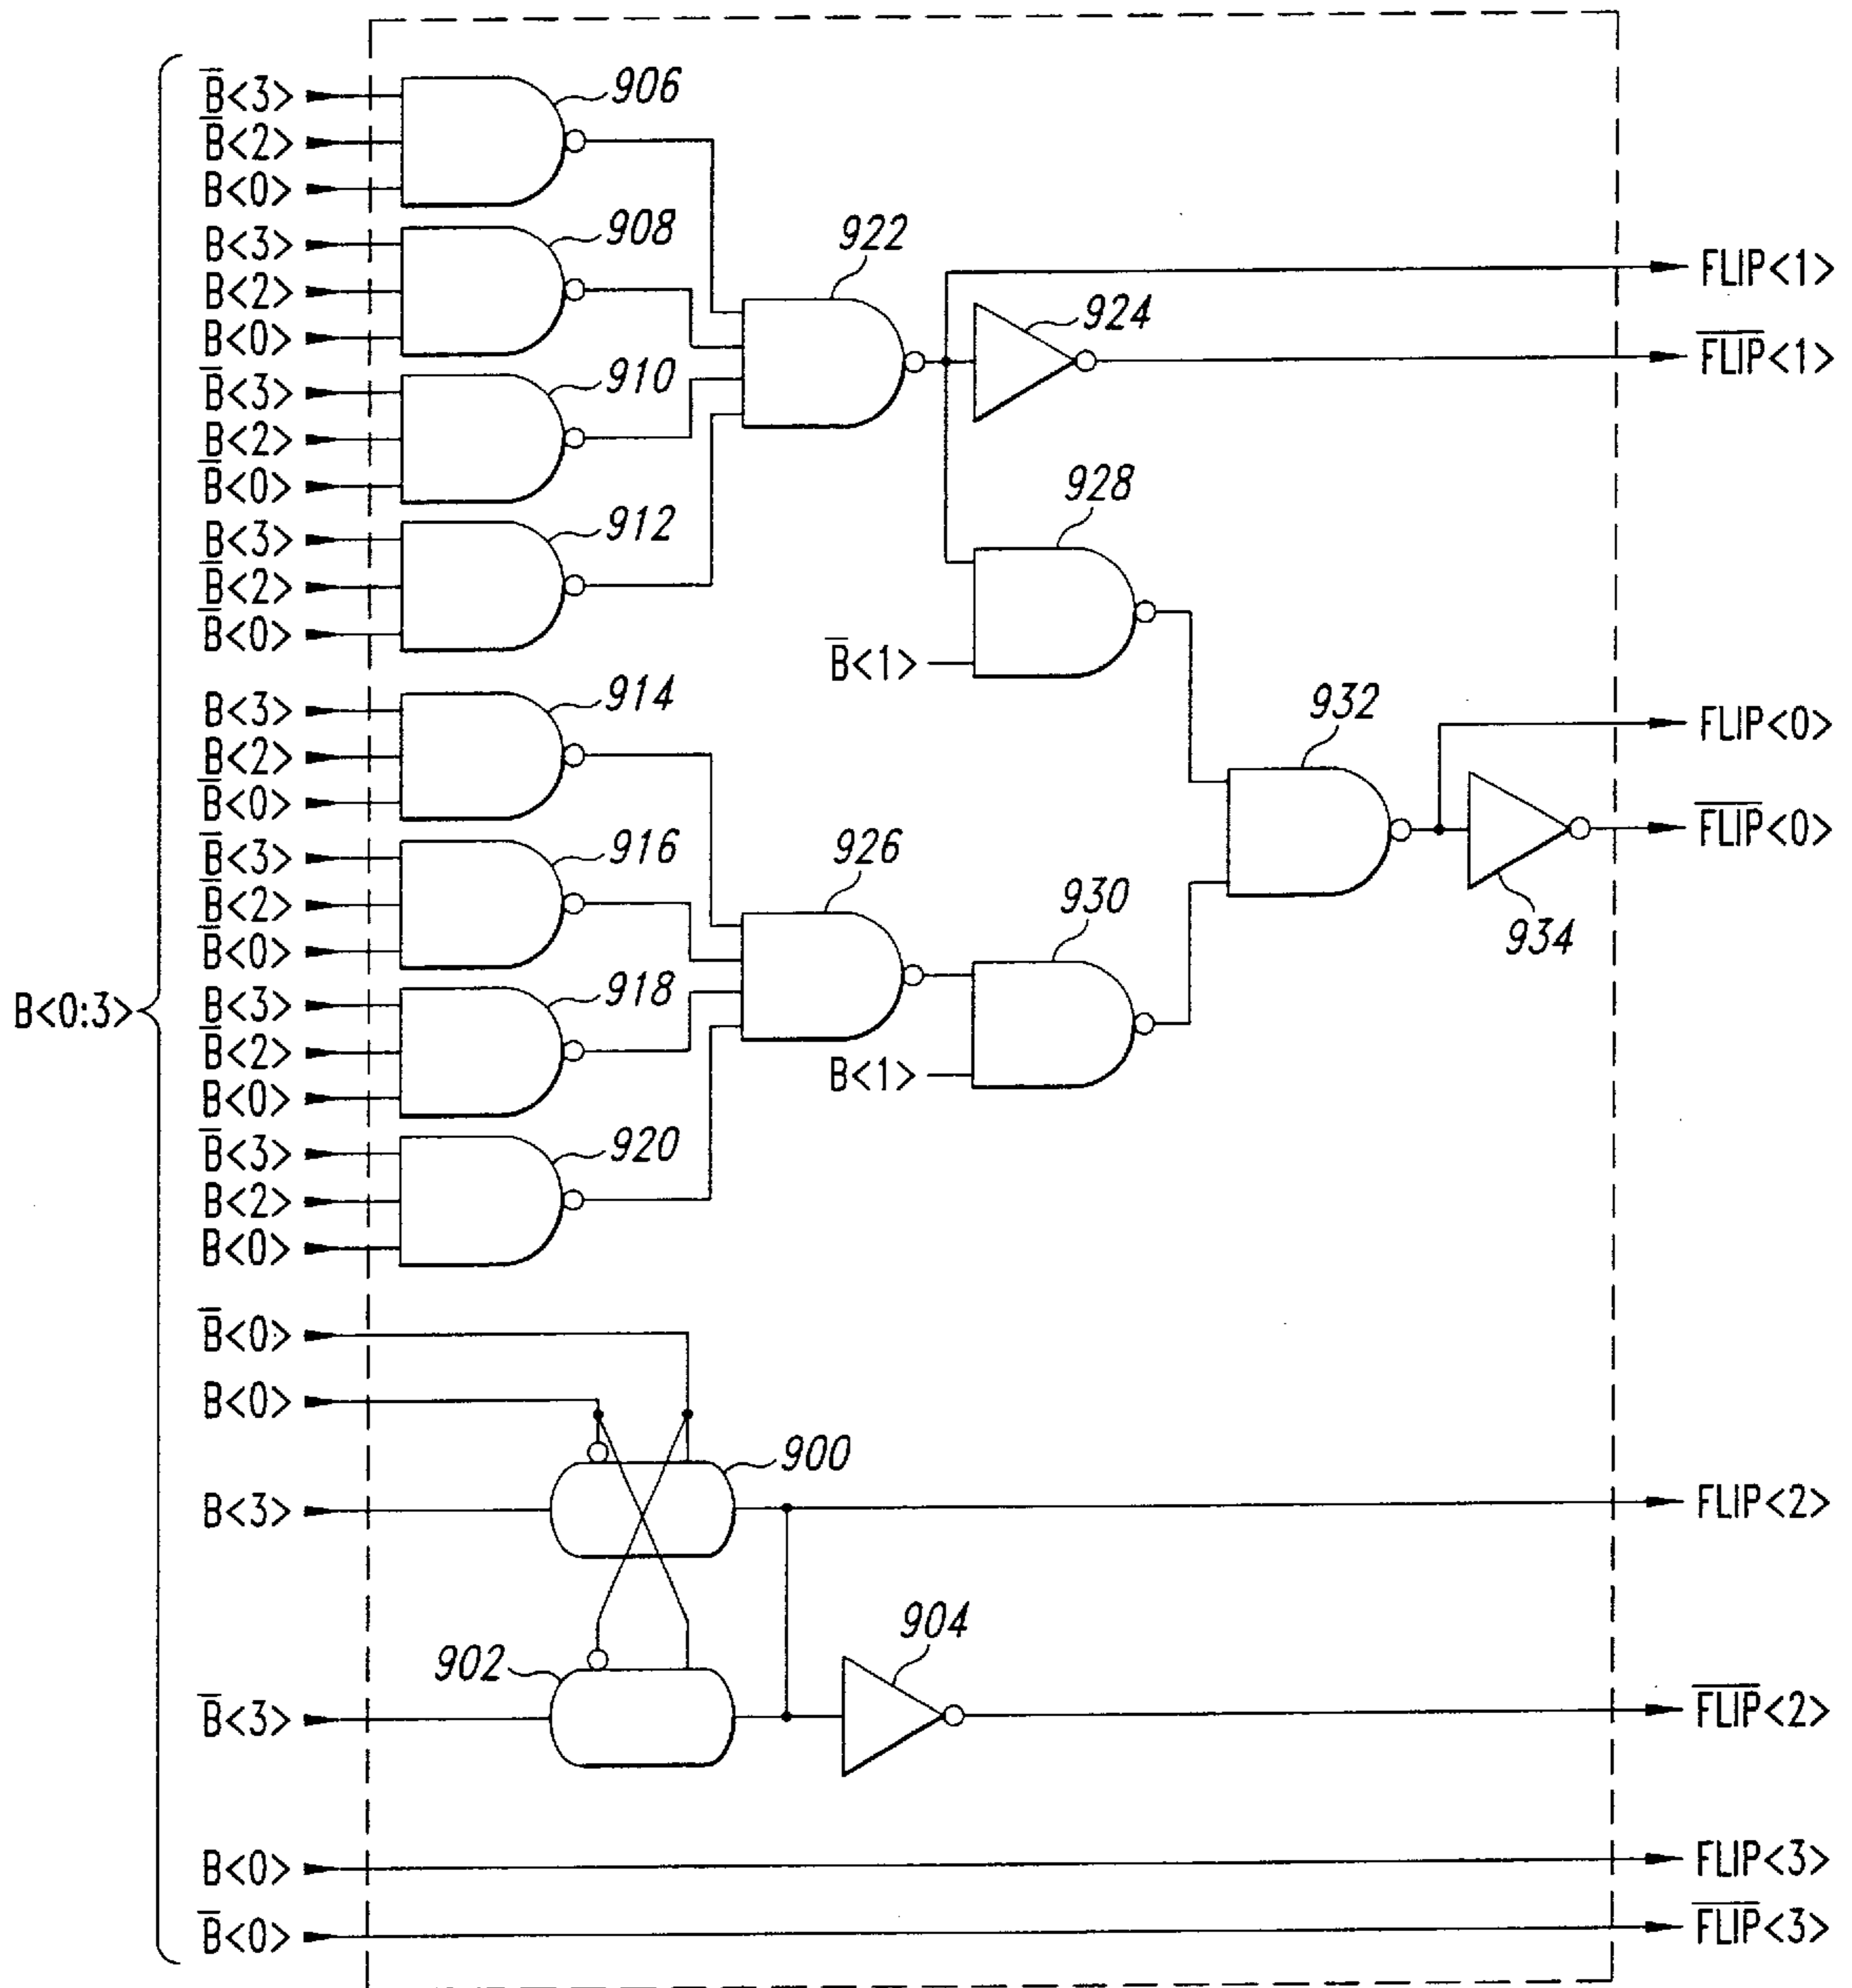 B̅<3>
B̅<2>
B<0>
906
B<3>
B<2>
B<0>
908
B̅<3>
B<2>
B̅<0>
910
B<3>
B̅<2>
B̅<0>
912
922
924
FLIP<1>
F̅L̅I̅P̅<1>
928
B̅<1>
B<3>
B<2>
B̅<0>
914
B̅<3>
B̅<2>
B̅<0>
916
B<0:3>
B<3>
B̅<2>
B<0>
918
B̅<3>
B<2>
B<0>
920
926
930
B<1>
932
934
FLIP<0>
F̅L̅I̅P̅<0>
B̅<0>
B<0>
B<3>
900
FLIP<2>
902
B̅<3>
904
F̅L̅I̅P̅<2>
B<0>
FLIP<3>
B̅<0>
F̅L̅I̅P̅<3>